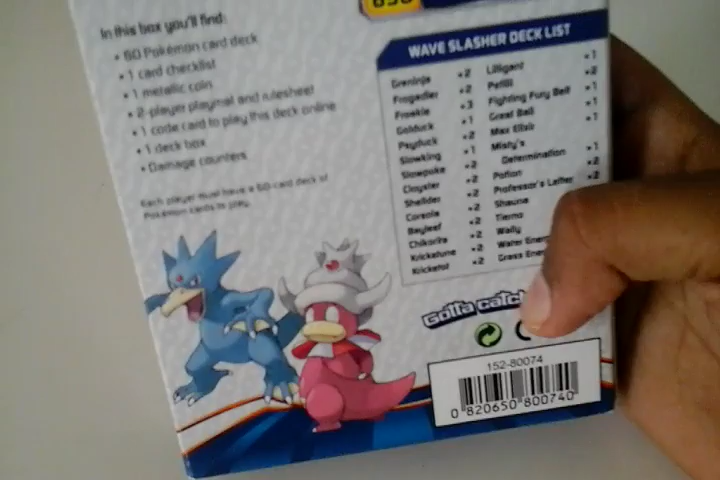 In this box you'll find:
• 60 Pokémon card deck
• 1 card checklist
• 1 metallic coin
• 2-player playmat and rulesheet
• 1 code card to play this deck online
• 1 deck box
• Damage counters
Each player must have a 60-card deck of
Pokémon cards to play.
WAVE SLASHER DECK LIST
Greninja ×2
Frogadier ×2
Froakie ×3
Golduck ×1
Psyduck ×2
Slowking ×1
Slowpoke ×2
Cloyster ×2
Shellder ×2
Corsola ×2
Bayleef ×2
Chikorita ×2
Kricketune ×2
Kricketot ×2
Lilligant ×1
Petilil ×2
Fighting Fury Belt ×1
Great Ball ×1
Max Elixir
Misty's
Determination ×1
Potion ×2
Professor's Letter ×2
Shauna
Tierno
Wally
Water
Grass
Gotta catch
152-80074
0 820650 800740